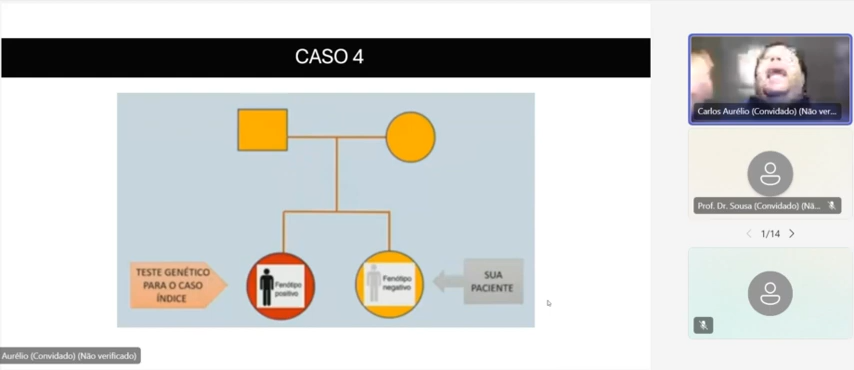 CASO 4
TESTE GENÉTICO
PARA O CASO
ÍNDICE
Fenótipo
positivo
Fenótipo
negativo
SUA
PACIENTE
Aurélio (Convidado) (Não verificado)
Carlos Aurélio (Convidado) (Não ver...
Prof. Dr. Sousa (Convidado) (Nã...
1/14